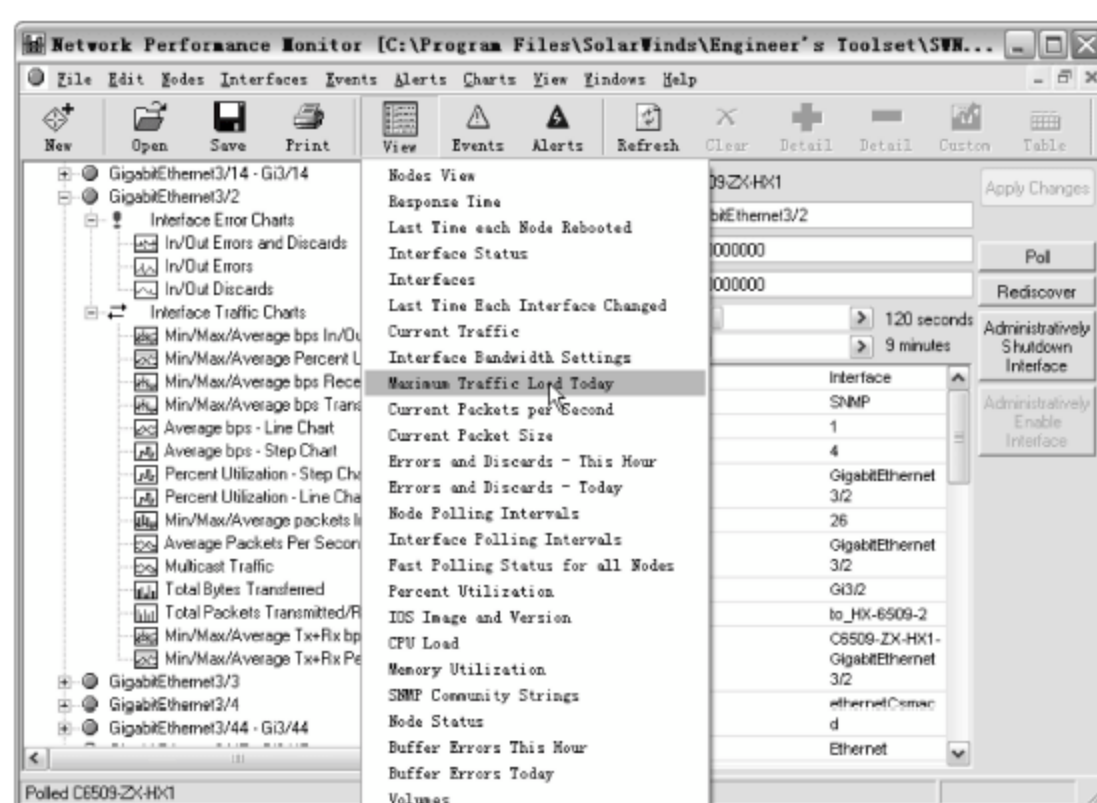 Network Performance Monitor [C:\Program Files\SolarWinds\Engineer's Toolset\SWN...
File Edit Nodes Interfaces Events Alerts Charts View Windows Help
New Open Save Print View Events Alerts Refresh Clear Detail Detail Custom Table
GigabitEthernet3/14 - Gi3/14
GigabitEthernet3/2
Interface Error Charts
In/Out Errors and Discards
In/Out Errors
In/Out Discards
Interface Traffic Charts
Min/Max/Average bps In/Ou
Min/Max/Average Percent U
Min/Max/Average bps Rece
Min/Max/Average bps Trans
Average bps - Line Chart
Average bps - Step Chart
Percent Utilization - Step Cha
Percent Utilization - Line Cha
Min/Max/Average packets I
Average Packets Per Secon
Multicast Traffic
Total Bytes Transferred
Total Packets Transmitted/R
Min/Max/Average Tx+Rx bp
Min/Max/Average Tx+Rx Pe
GigabitEthernet3/3
GigabitEthernet3/4
GigabitEthernet3/44 - Gi3/44
Polled C6509-ZX-HX1
Nodes View
Response Time
Last Time each Node Rebooted
Interface Status
Interfaces
Last Time Each Interface Changed
Current Traffic
Interface Bandwidth Settings
Maximum Traffic Load Today
Current Packets per Second
Current Packet Size
Errors and Discards - This Hour
Errors and Discards - Today
Node Polling Intervals
Interface Polling Intervals
Fast Polling Status for all Nodes
Percent Utilization
IOS Image and Version
CPU Load
Memory Utilization
SNMP Community Strings
Node Status
Buffer Errors This Hour
Buffer Errors Today
Volumes
09-ZX-HX1
bitEthernet3/2
0000000
000000
120 seconds
9 minutes
Interface
SNMP
1
4
GigabitEthernet
3/2
26
GigabitEthernet
3/2
Gi3/2
to_HX-6509-2
C6509-ZX-HX1-
GigabitEthernet
3/2
ethernetCsmac
d
Ethernet
Apply Changes
Poll
Rediscover
Administratively
Shutdown
Interface
Administratively
Enable
Interface